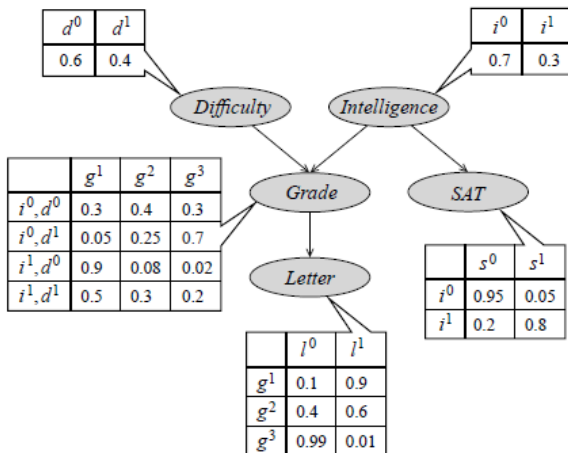 d⁰ d¹
0.6 0.4
i⁰ i¹
0.7 0.3
Difficulty
Intelligence
g¹ g² g³
i⁰, d⁰ 0.3 0.4 0.3
i⁰, d¹ 0.05 0.25 0.7
i¹, d⁰ 0.9 0.08 0.02
i¹, d¹ 0.5 0.3 0.2
Grade
SAT
s⁰ s¹
i⁰ 0.95 0.05
i¹ 0.2 0.8
Letter
l⁰ l¹
g¹ 0.1 0.9
g² 0.4 0.6
g³ 0.99 0.01